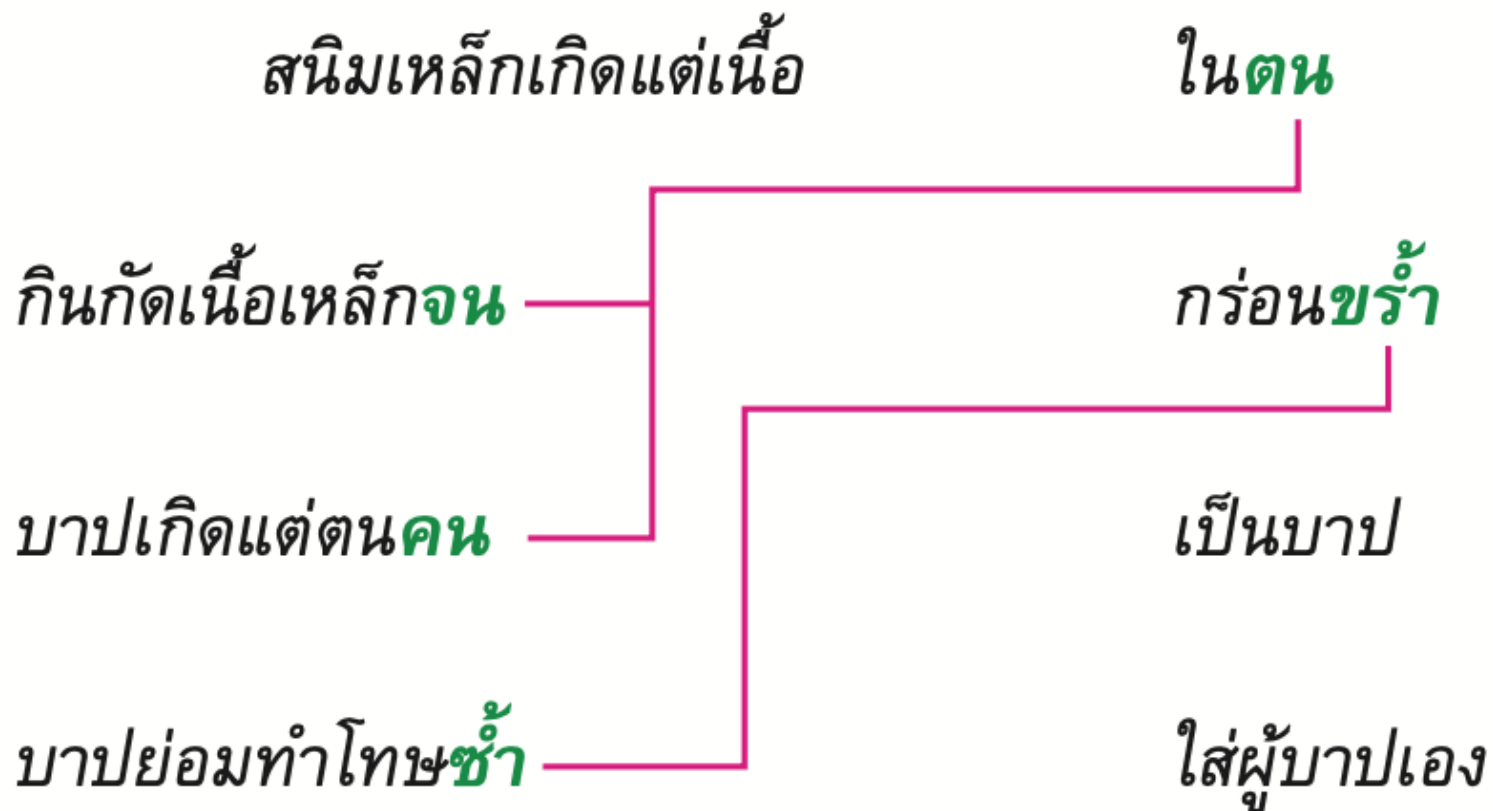 สนิมเหล็กเกิดแต่เนื้อ ในตน
กินกัดเนื้อเหล็กจน กร่อนขร้ำ
บาปเกิดแต่ตนคน เป็นบาป
บาปย่อมทำโทษซ้ำ ใส่ผู้บาปเอง